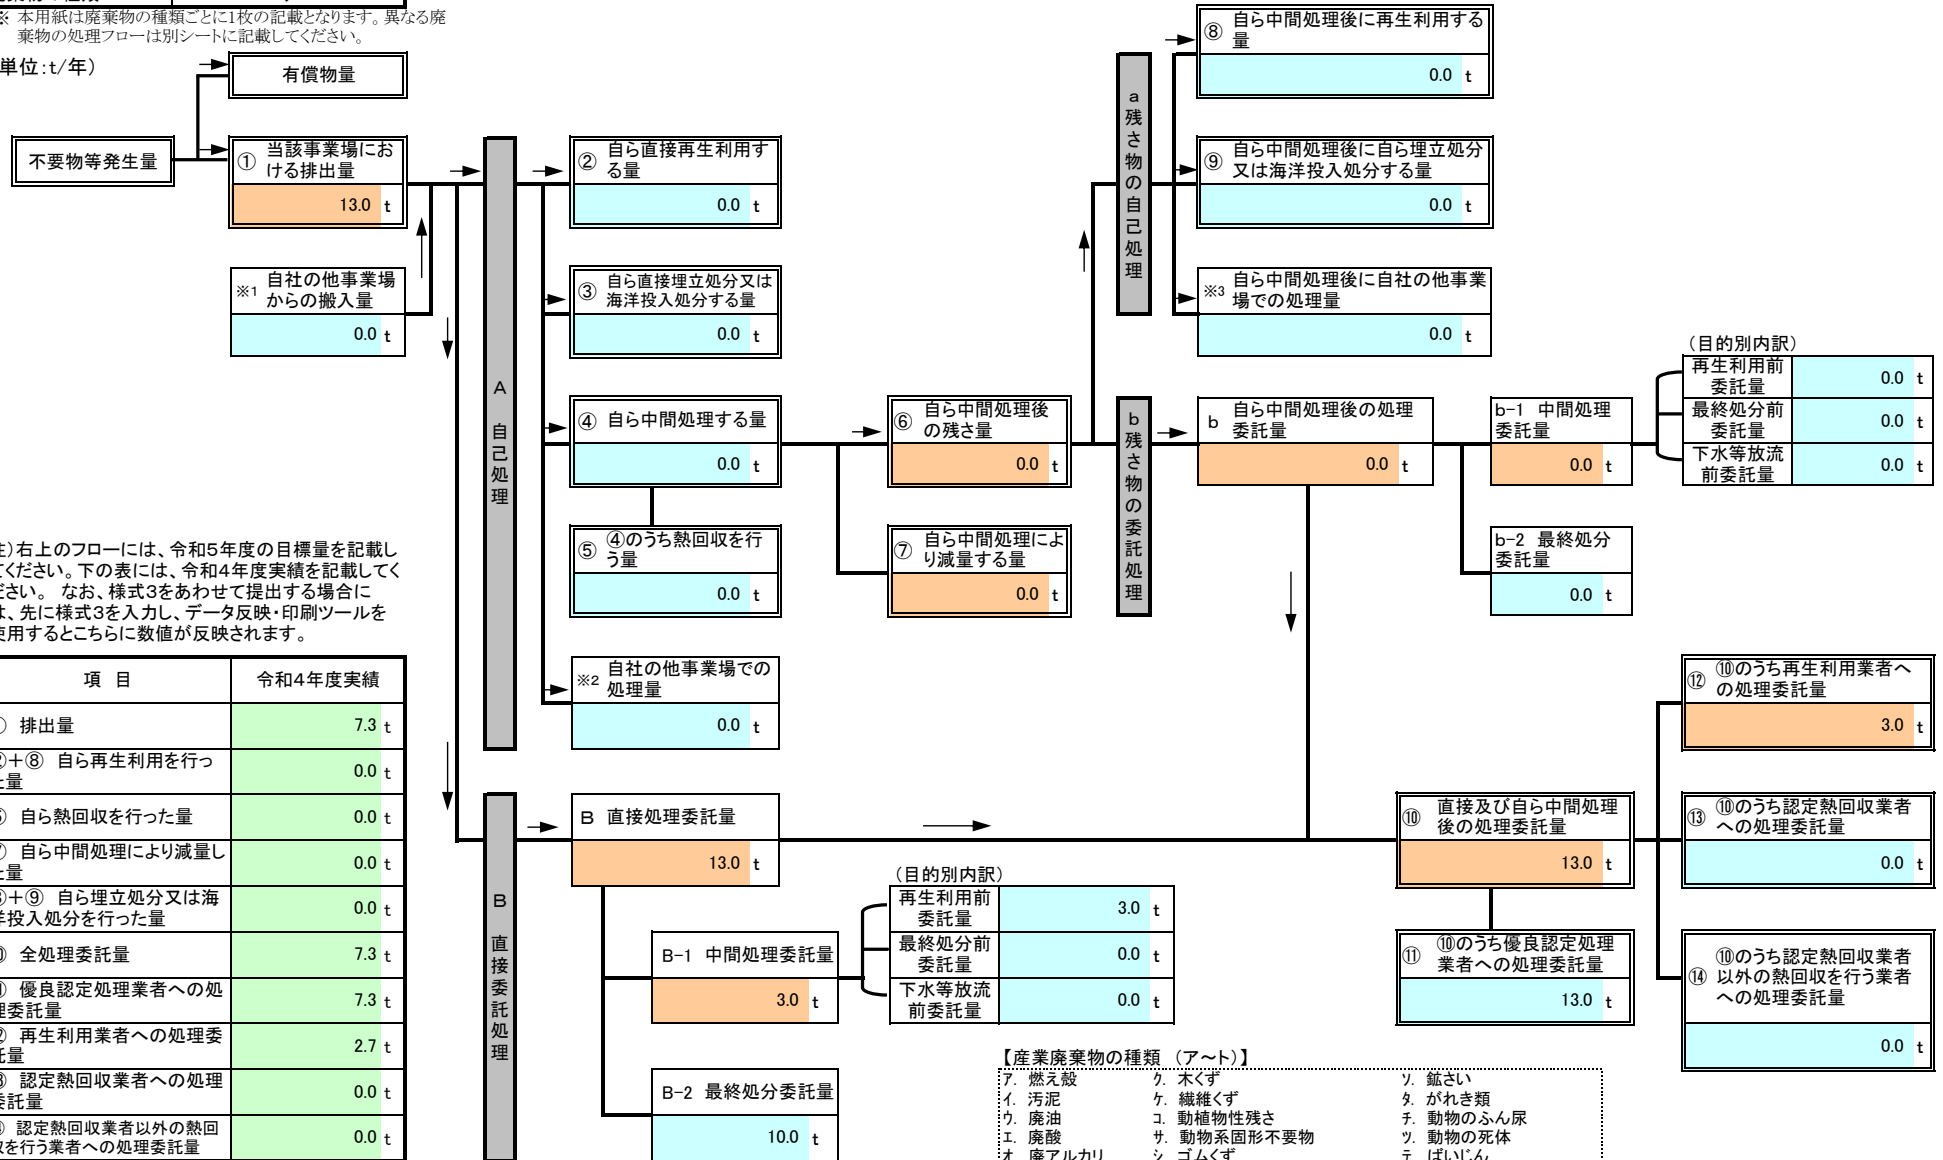 ※ 本用紙は廃棄物の種類ごとに1枚の記載となります。異なる廃
棄物の処理フローは別シートに記載してください。
単位:t/年)
有償物量
不要物等発生量
① 当該事業場にお
ける排出量
13.0 t
※1 自社の他事業場
からの搬入量
0.0 t
A 自己処理
② 自ら直接再生利用す
る量
0.0 t
③ 自ら直接埋立処分又は
海洋投入処分する量
0.0 t
④ 自ら中間処理する量
0.0 t
⑤ ④のうち熱回収を行
う量
0.0 t
※2 自社の他事業場での
処理量
0.0 t
⑥ 自ら中間処理後
の残さ量
0.0 t
⑦ 自ら中間処理によ
り減量する量
0.0 t
a 残さ物の自己処理
⑧ 自ら中間処理後に再生利用する
量
0.0 t
⑨ 自ら中間処理後に自ら埋立処分
又は海洋投入処分する量
0.0 t
※3 自ら中間処理後に自社の他事業
場での処理量
0.0 t
b 残さ物の委託処理
b 自ら中間処理後の処理
委託量
0.0 t
b-1 中間処理
委託量
0.0 t
b-2 最終処分
委託量
0.0 t
(目的別内訳)
再生利用前
委託量
0.0 t
最終処分前
委託量
0.0 t
下水等放流
前委託量
0.0 t
)右上のフローには、令和5年度の目標量を記載し
てください。下の表には、令和4年度実績を記載してく
ださい。 なお、様式3をあわせて提出する場合に
は、先に様式3を入力し、データ反映・印刷ツールを
使用するとこちらに数値が反映されます。
項 目 令和4年度実績
排出量 7.3 t
+⑧ 自ら再生利用を行っ
た量 0.0 t
自ら熱回収を行った量 0.0 t
自ら中間処理により減量し
た量 0.0 t
+⑨ 自ら埋立処分又は海
洋投入処分を行った量 0.0 t
全処理委託量 7.3 t
優良認定処理業者への処
理委託量 7.3 t
再生利用業者への処理委
託量 2.7 t
認定熱回収業者への処理
委託量 0.0 t
認定熱回収業者以外の熱回
収を行う業者への処理委託量 0.0 t
B 直接委託処理
B 直接処理委託量
13.0 t
B-1 中間処理委託量
3.0 t
B-2 最終処分委託量
10.0 t
(目的別内訳)
再生利用前
委託量
3.0 t
最終処分前
委託量
0.0 t
下水等放流
前委託量
0.0 t
⑩ 直接及び自ら中間処理
後の処理委託量
13.0 t
⑪ ⑩のうち優良認定処理
業者への処理委託量
13.0 t
⑫ ⑩のうち再生利用業者へ
の処理委託量
3.0 t
⑬ ⑩のうち認定熱回収業者
への処理委託量
0.0 t
⑭ ⑩のうち認定熱回収業者
以外の熱回収を行う業者
への処理委託量
0.0 t
【産業廃棄物の種類 (ア~ト)】
ア. 燃え殻 ク. 木くず ソ. 鉱さい
イ. 汚泥 ケ. 繊維くず タ. がれき類
ウ. 廃油 コ. 動植物性残さ チ. 動物のふん尿
エ. 廃酸 サ. 動物系固形不要物 ツ. 動物の死体
オ. 廃アルカリ シ. ゴムくず テ. ばいじん